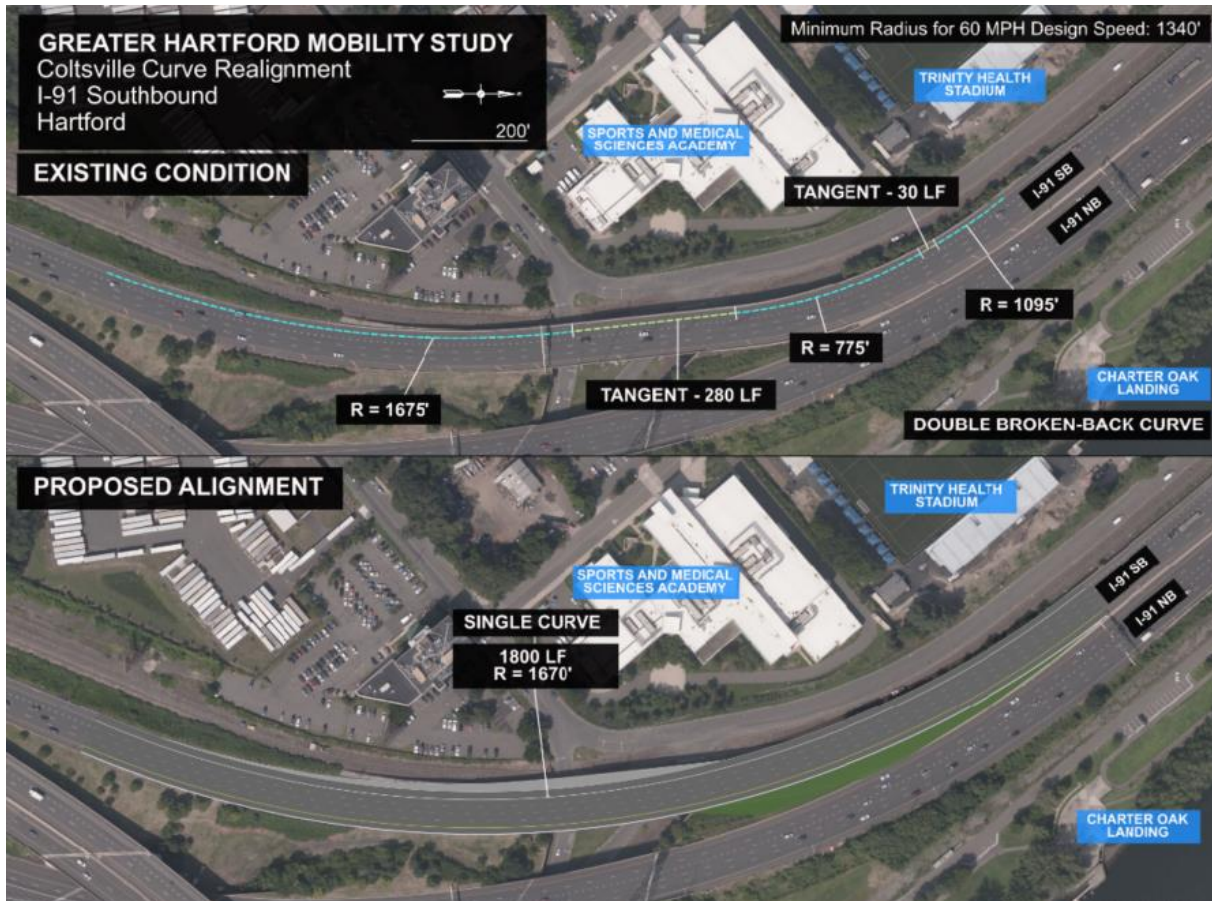 GREATER HARTFORD MOBILITY STUDY
Coltsville Curve Realignment
I-91 Southbound
Hartford
200'
EXISTING CONDITION
Minimum Radius for 60 MPH Design Speed: 1340'
TRINITY HEALTH
STADIUM
SPORTS AND MEDICAL
SCIENCES ACADEMY
TANGENT - 30 LF
I-91 SB
I-91 NB
R = 1095'
R = 775'
TANGENT - 280 LF
R = 1675'
CHARTER OAK
LANDING
DOUBLE BROKEN-BACK CURVE
PROPOSED ALIGNMENT
TRINITY HEALTH
STADIUM
SPORTS AND MEDICAL
SCIENCES ACADEMY
SINGLE CURVE
1800 LF
R = 1670'
I-91 SB
I-91 NB
CHARTER OAK
LANDING